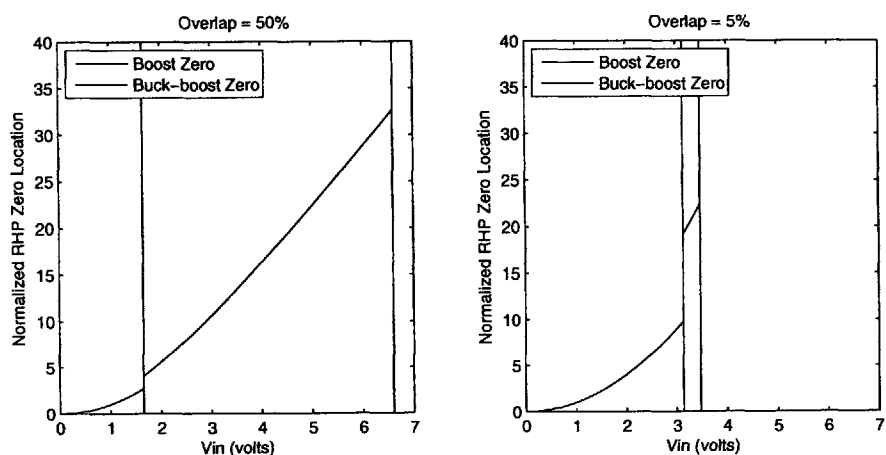 Overlap = 50%
40
35
30
25
20
15
10
5
0
Normalized RHP Zero Location
Boost Zero
Buck-boost Zero
0 1 2 3 4 5 6 7
Vin (volts)
Overlap = 5%
40
35
30
25
20
15
10
5
0
Normalized RHP Zero Location
Boost Zero
Buck-boost Zero
0 1 2 3 4 5 6 7
Vin (volts)